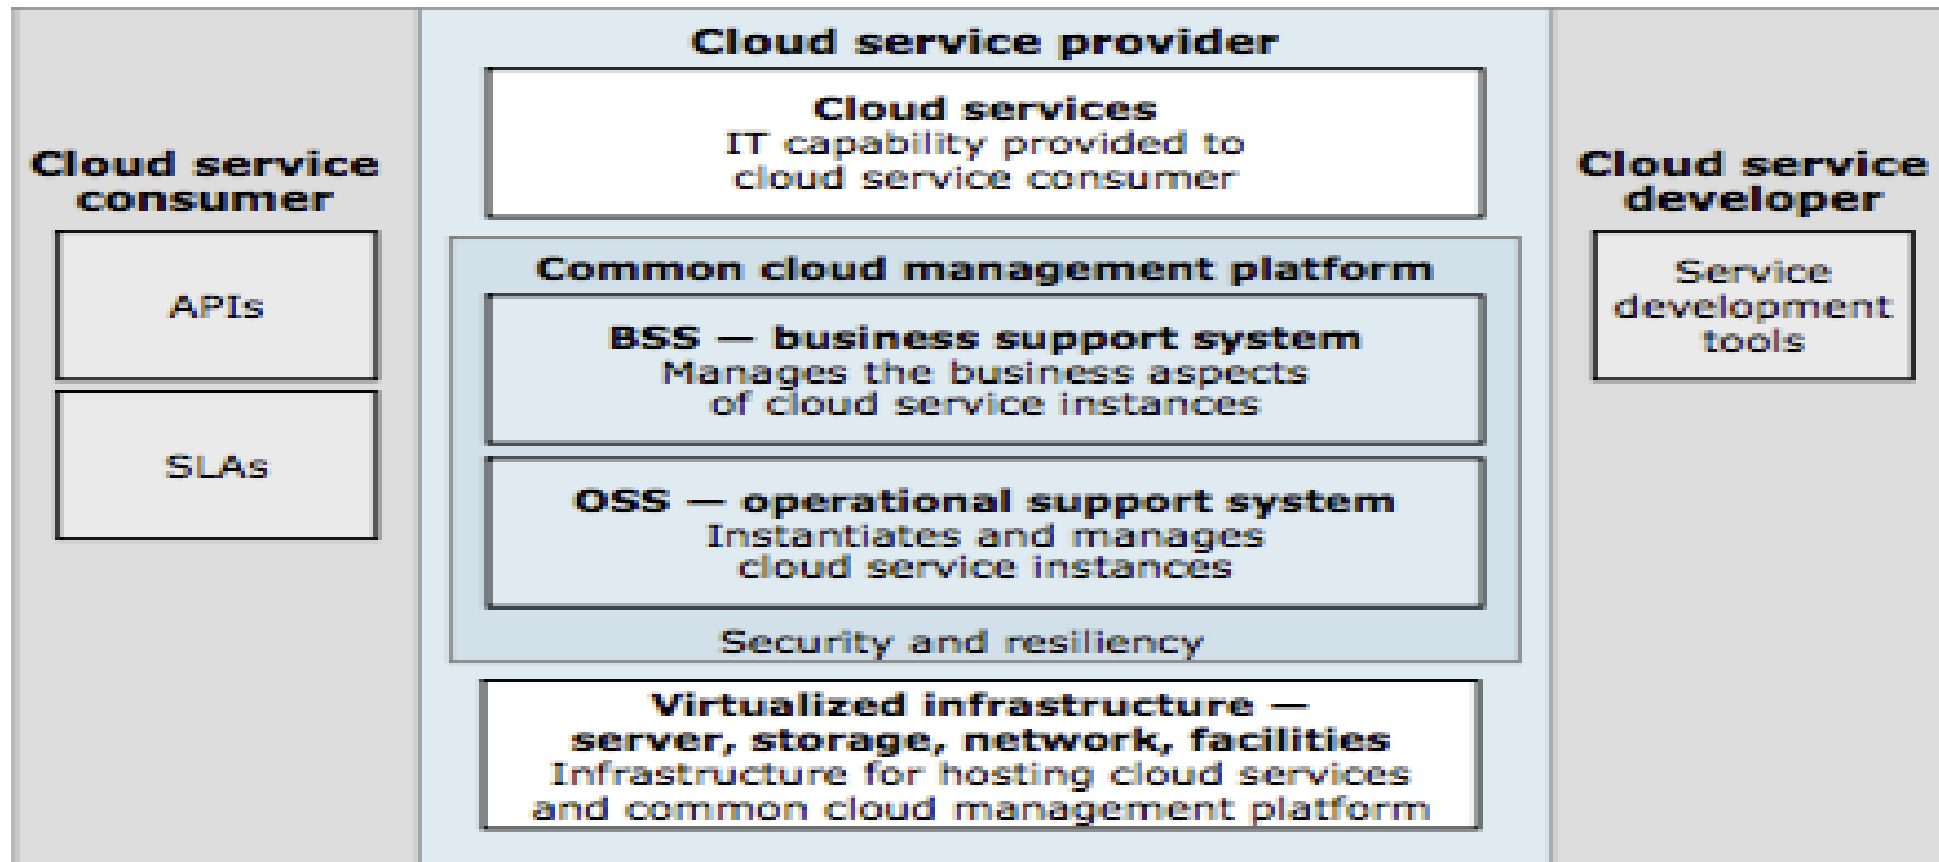 Cloud service
consumer
APIs
SLAs
Cloud service provider
Cloud services
IT capability provided to
cloud service consumer
Common cloud management platform
BSS — business support system
Manages the business aspects
of cloud service instances
OSS — operational support system
Instantiates and manages
cloud service instances
Security and resiliency
Virtualized infrastructure —
server, storage, network, facilities
Infrastructure for hosting cloud services
and common cloud management platform
Cloud service
developer
Service
development
tools